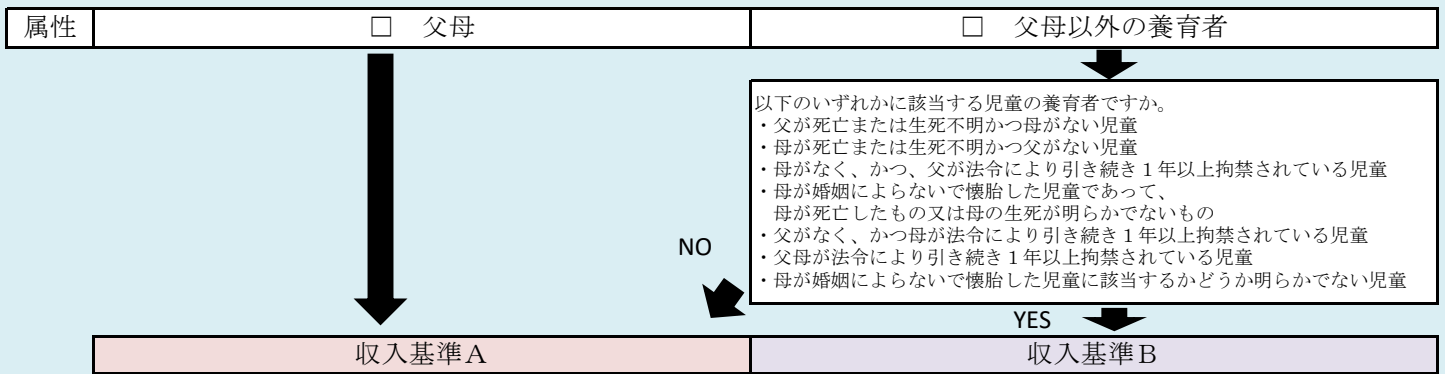 属性
□ 父母
□ 父母以外の養育者
以下のいずれかに該当する児童の養育者ですか。
・父が死亡または生死不明かつ母がない児童
・母が死亡または生死不明かつ父がない児童
・母がなく、かつ、父が法令により引き続き１年以上拘禁されている児童
・母が婚姻によらないで懐胎した児童であって、
母が死亡したもの又は母の生死が明らかでないもの
・父がなく、かつ母が法令により引き続き１年以上拘禁されている児童
・父母が法令により引き続き１年以上拘禁されている児童
・母が婚姻によらないで懐胎した児童に該当するかどうか明らかでない児童
NO
YES
収入基準Ａ
収入基準Ｂ